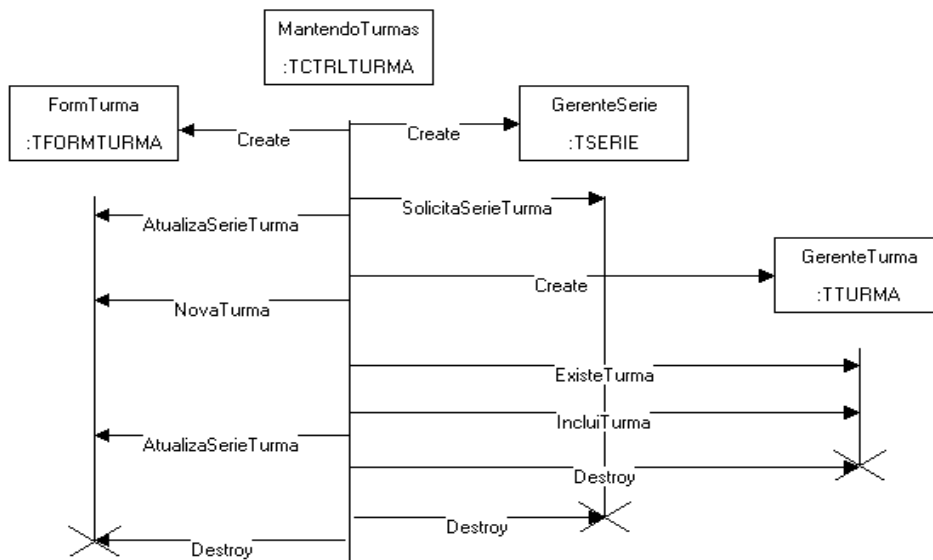 MantendoTurmas
:TCTRLTURMA
FormTurma
:TFORMTURMA
GerenteSerie
:TSERIE
Create
Create
SolicitaSerieTurma
AtualizaSerieTurma
GerenteTurma
:TTURMA
Create
NovaTurma
ExisteTurma
IncluiTurma
AtualizaSerieTurma
Destroy
Destroy
Destroy